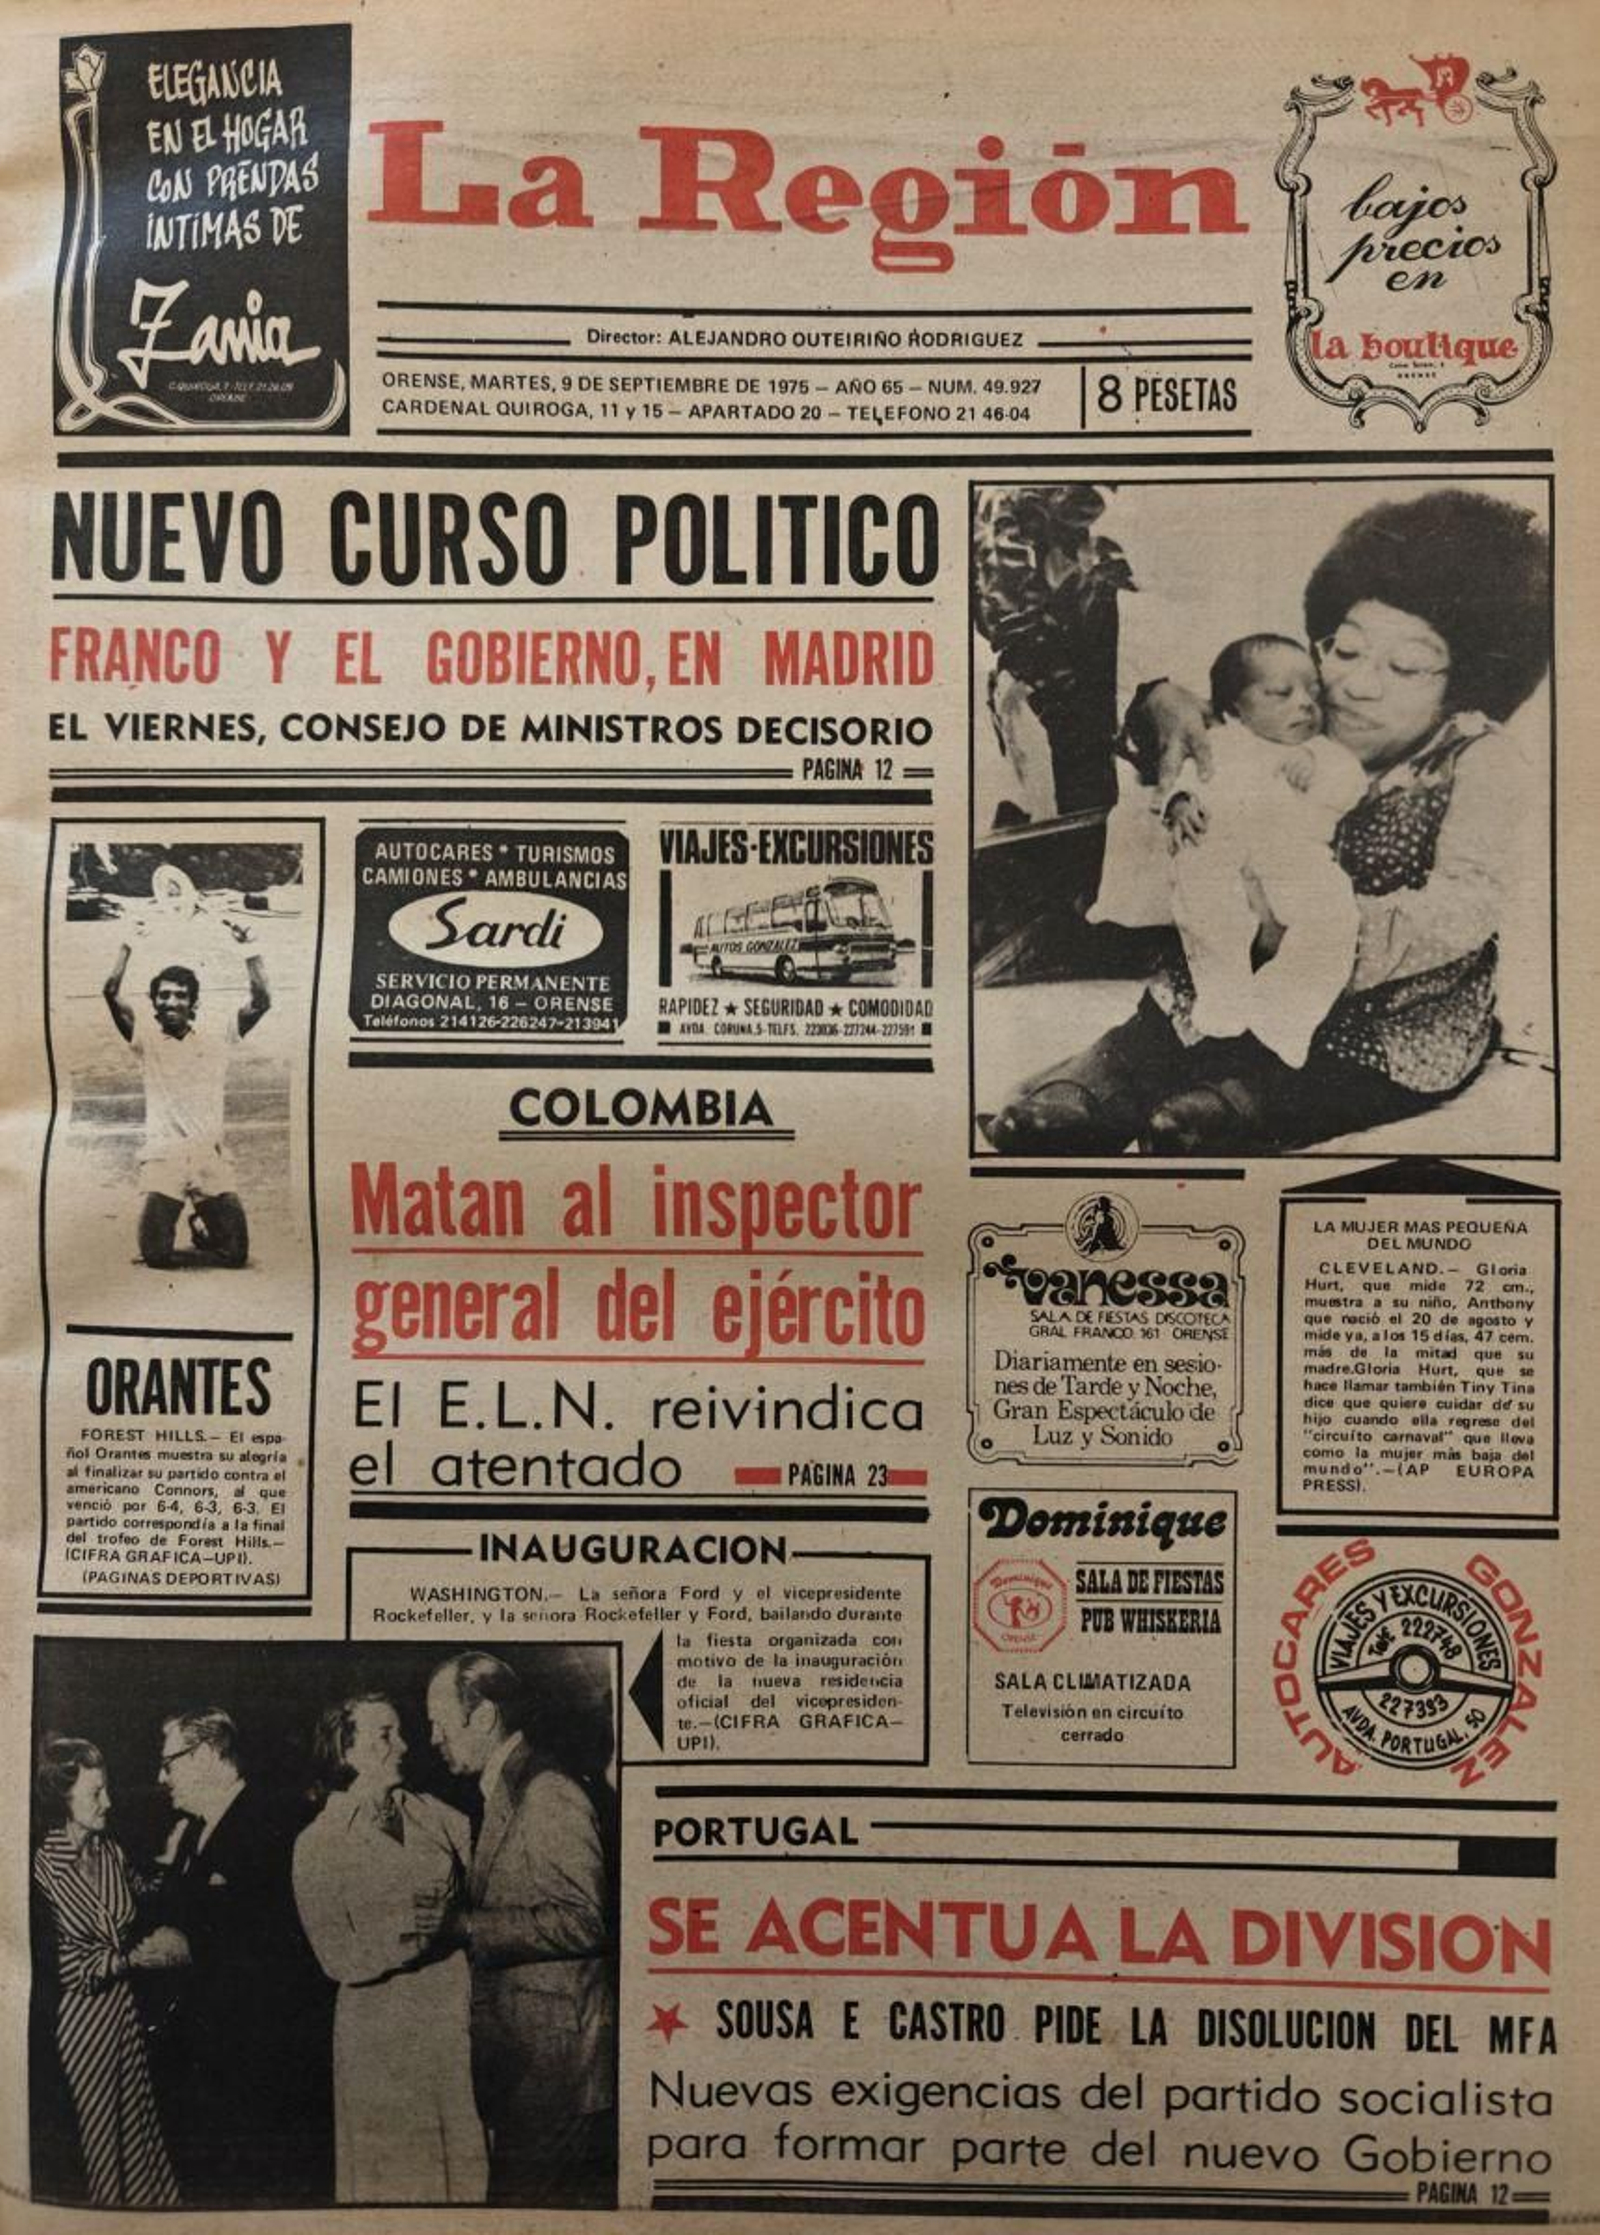 ELEGANCIA
EN EL HOGAR
CON PRENDAS
INTIMAS DE
Zania
La Región
Director: ALEJANDRO OUTEIRIÑO RODRIGUEZ
ORENSE, MARTES, 9 DE SEPTIEMBRE DE 1975 — AÑO 65 — NUM. 49.927
CARDENAL QUIROGA, 11 y 15 — APARTADO 20 — TELEFONO 21 46-04
8 PESETAS
bajos
precios
en
la boutique
ORENSE
NUEVO CURSO POLITICO
FRANCO Y EL GOBIERNO, EN MADRID
EL VIERNES, CONSEJO DE MINISTROS DECISORIO
PAGINA 12
ORANTES
FOREST HILLS.— El espa-
ñol Orantes muestra su alegría
al finalizar su partido contra el
americano Connors, al que
venció por 6-4, 6-3, 6-3. El
partido correspondía a la final
del trofeo de Forest Hills.—
(CIFRA GRAFICA—UPI).
(PAGINAS DEPORTIVAS)
AUTOCARES * TURISMOS
CAMIONES * AMBULANCIAS
Sardi
SERVICIO PERMANENTE
DIAGONAL, 16 — ORENSE
Teléfonos 214126-226247-213941
VIAJES-EXCURSIONES
AUTOS GONZALEZ
RAPIDEZ ★ SEGURIDAD ★ COMODIDAD
AVDA. CORUÑA,5-TELFS. 223836-227244-227591
COLOMBIA
Matan al inspector
general del ejército
El E.L.N. reivindica
el atentado
PAGINA 23
INAUGURACION
WASHINGTON.— La señora Ford y el vicepresidente
Rockefeller, y la señora Rockefeller y Ford, bailando durante
la fiesta organizada con
motivo de la inauguración
de la nueva residencia
oficial del vicepresiden-
te.—(CIFRA GRAFICA—
UPI).
vanessa
SALA DE FIESTAS DISCOTECA
GRAL FRANCO 161 ORENSE
Diariamente en sesio-
nes de Tarde y Noche,
Gran Espectáculo de
Luz y Sonido
Dominique
Dominique
ORENSE
SALA DE FIESTAS
PUB WHISKERIA
SALA CLIMATIZADA
Televisión en circuíto
cerrado
LA MUJER MAS PEQUEÑA
DEL MUNDO
CLEVELAND.— Gloria
Hurt, que mide 72 cm.,
muestra a su niño, Anthony
que nació el 20 de agosto y
mide ya, a los 15 días, 47 cem.
más de la mitad que su
madre.Gloria Hurt, que se
hace llamar también Tiny Tina
dice que quiere cuidar de su
hijo cuando ella regrese del
"circuíto carnaval" que lleva
como la mujer más baja del
mundo".—(AP EUROPA
PRESS).
AUTOCARES GONZALEZ
VIAJES Y EXCURSIONES
Telf. 222748
227393
AVDA. PORTUGAL, 50
PORTUGAL
SE ACENTUA LA DIVISION
★ SOUSA E CASTRO PIDE LA DISOLUCION DEL MFA
Nuevas exigencias del partido socialista
para formar parte del nuevo Gobierno
PAGINA 12